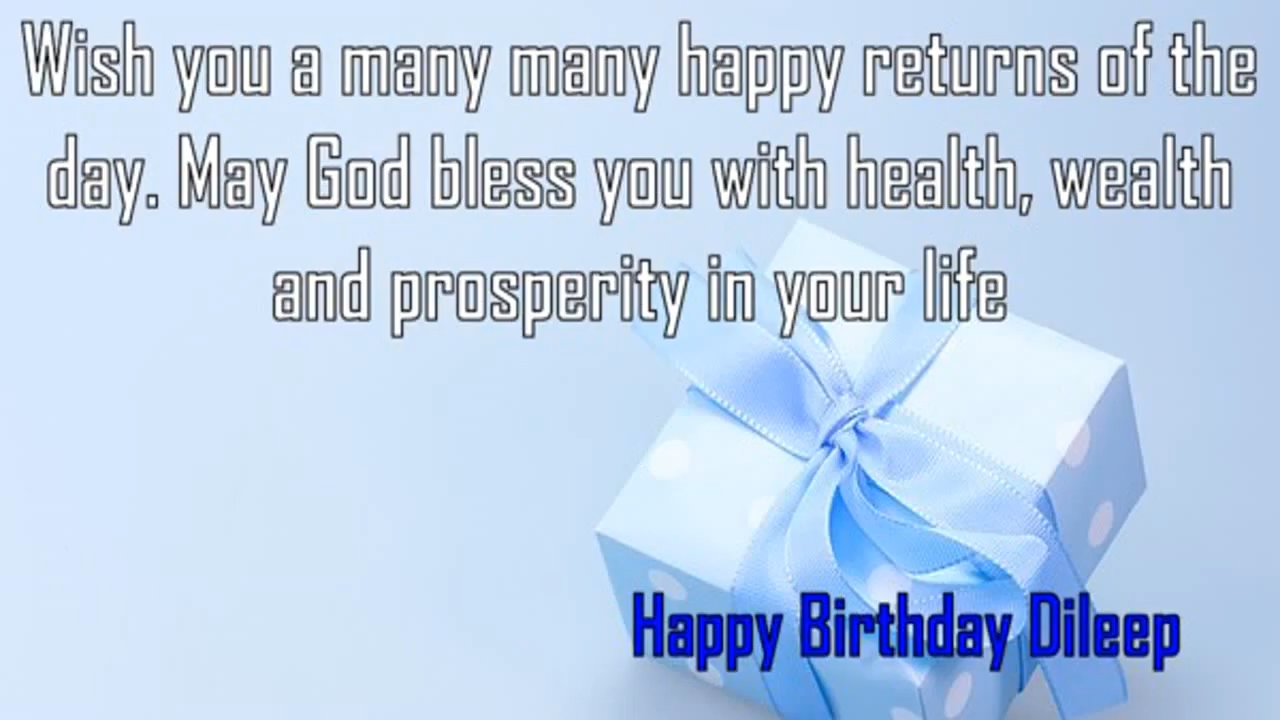 Wish you a many many happy returns of the
day. May God bless you with health, wealth
and prosperity in your life
Happy Birthday Dileep